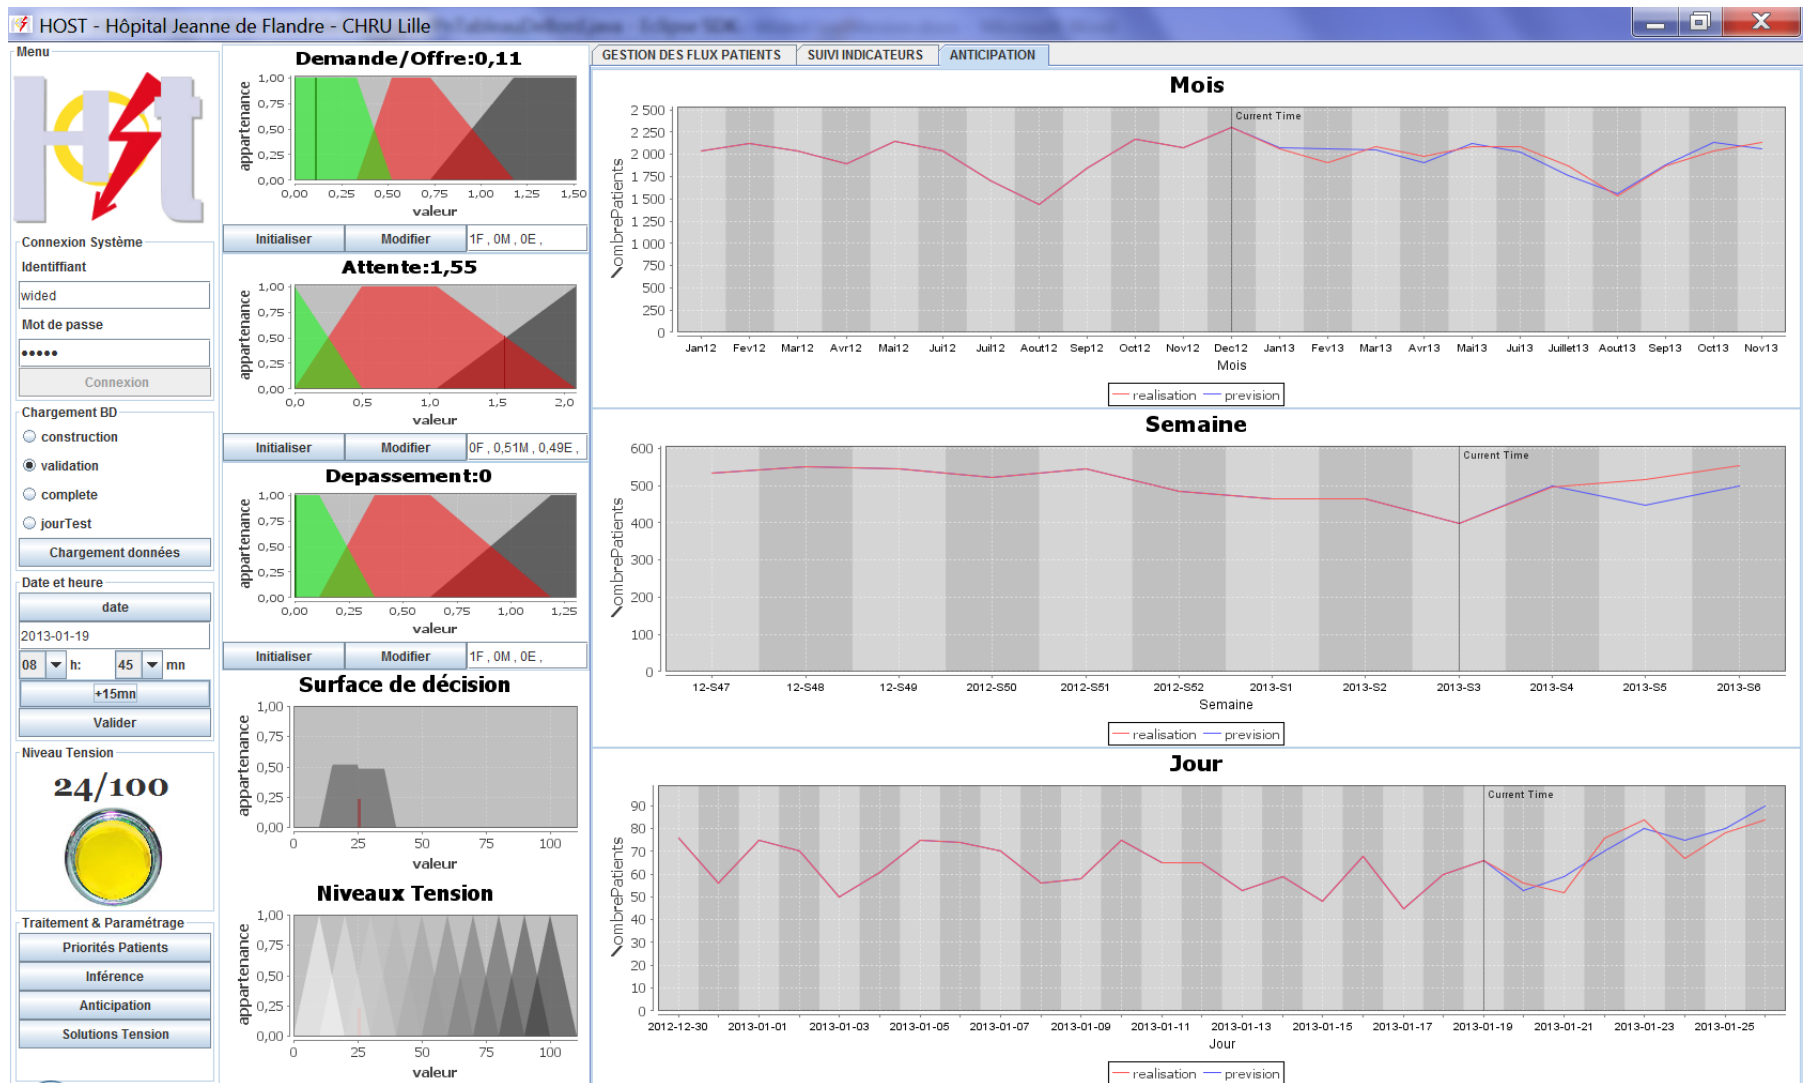 HOST - Hôpital Jeanne de Flandre - CHRU Lille
Menu
Host
Connexion Système
Identiffiant
wided
Mot de passe
•••••
Connexion
Chargement BD
construction
validation
complete
jourTest
Chargement données
Date et heure
date
2013-01-19
08 h: 45 mn
+15mn
Valider
Niveau Tension
24/100
Traitement & Paramétrage
Priorités Patients
Inférence
Anticipation
Solutions Tension
Demande/Offre:0,11
appartenance
1,00
0,75
0,50
0,25
0,00
0,00 0,25 0,50 0,75 1,00 1,25 1,50
valeur
Initialiser Modifier 1F , 0M , 0E ,
Attente:1,55
appartenance
1,00
0,75
0,50
0,25
0,00
0,0 0,5 1,0 1,5 2,0
valeur
Initialiser Modifier 0F , 0,51M , 0,49E ,
Depassement:0
appartenance
1,00
0,75
0,50
0,25
0,00
0,00 0,25 0,50 0,75 1,00 1,25
valeur
Initialiser Modifier 1F , 0M , 0E ,
Surface de décision
appartenance
1,00
0,75
0,50
0,25
0,00
0 25 50 75 100
valeur
Niveaux Tension
appartenance
1,00
0,75
0,50
0,25
0,00
0 25 50 75 100
valeur
GESTION DES FLUX PATIENTS SUIVI INDICATEURS ANTICIPATION
Mois
NombrePatients
2 500
2 250
2 000
1 750
1 500
1 250
1 000
750
500
250
0
Current Time
Jan12 Fev12 Mar12 Avr12 Mai12 Jui12 Juil12 Aout12 Sep12 Oct12 Nov12 Dec12 Jan13 Fev13 Mar13 Avr13 Mai13 Jui13 Juillet13 Aout13 Sep13 Oct13 Nov13
Mois
realisation prevision
Semaine
NombrePatients
600
500
400
300
200
100
0
Current Time
12-S47 12-S48 12-S49 2012-S50 2012-S51 2012-S52 2013-S1 2013-S2 2013-S3 2013-S4 2013-S5 2013-S6
Semaine
realisation prevision
Jour
NombrePatients
90
80
70
60
50
40
30
20
10
0
Current Time
2012-12-30 2013-01-01 2013-01-03 2013-01-05 2013-01-07 2013-01-09 2013-01-11 2013-01-13 2013-01-15 2013-01-17 2013-01-19 2013-01-21 2013-01-23 2013-01-25
Jour
realisation prevision